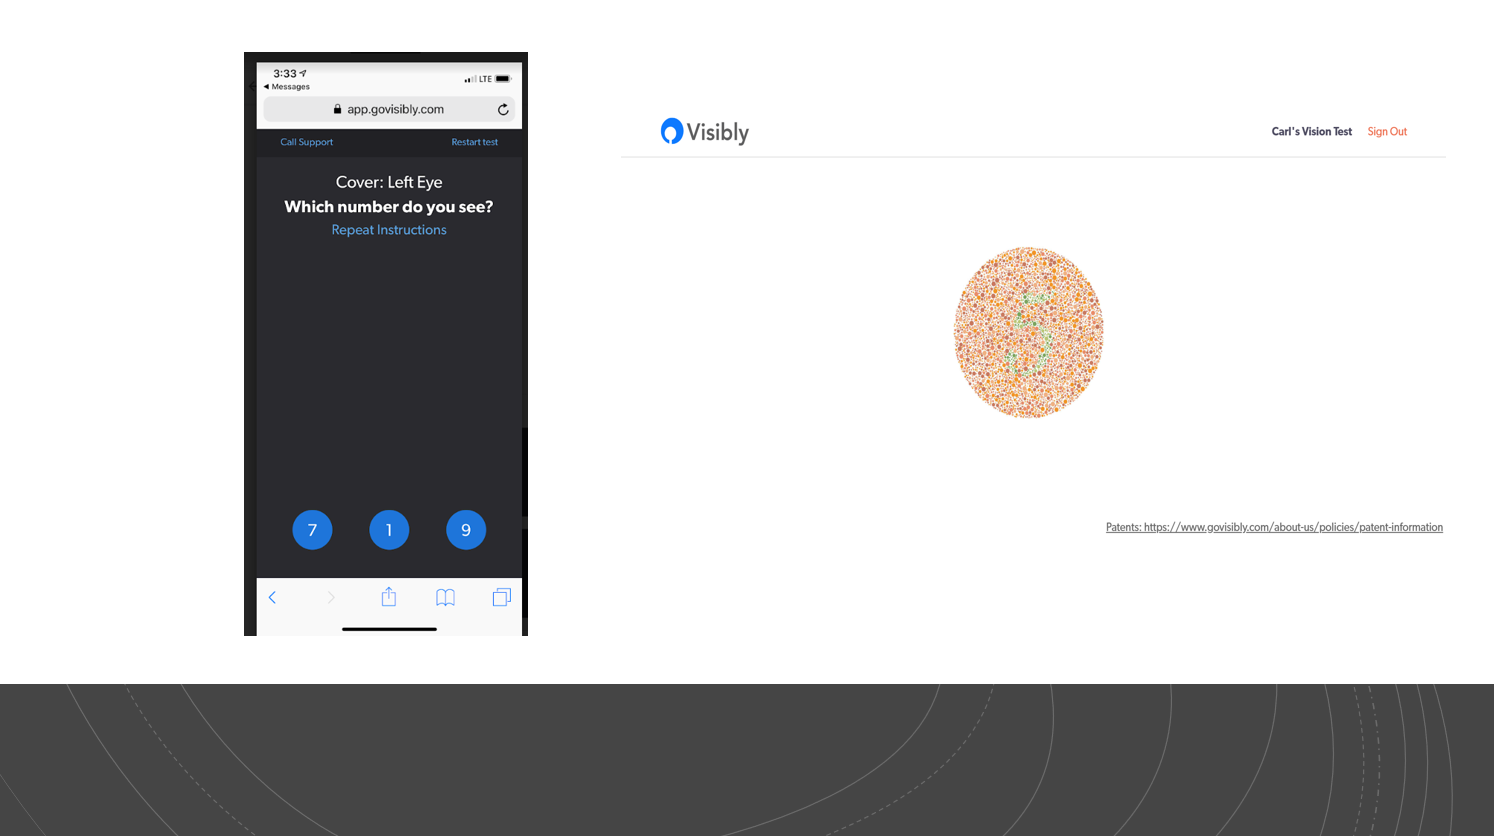 3:33
LTE
Messages
app.govisibly.com
Call Support
Restart test
Cover: Left Eye
Which number do you see?
Repeat Instructions
7 1 9
Visibly
Carl's Vision Test
Sign Out
5
Patents: https://www.govisibly.com/about-us/policies/patent-information